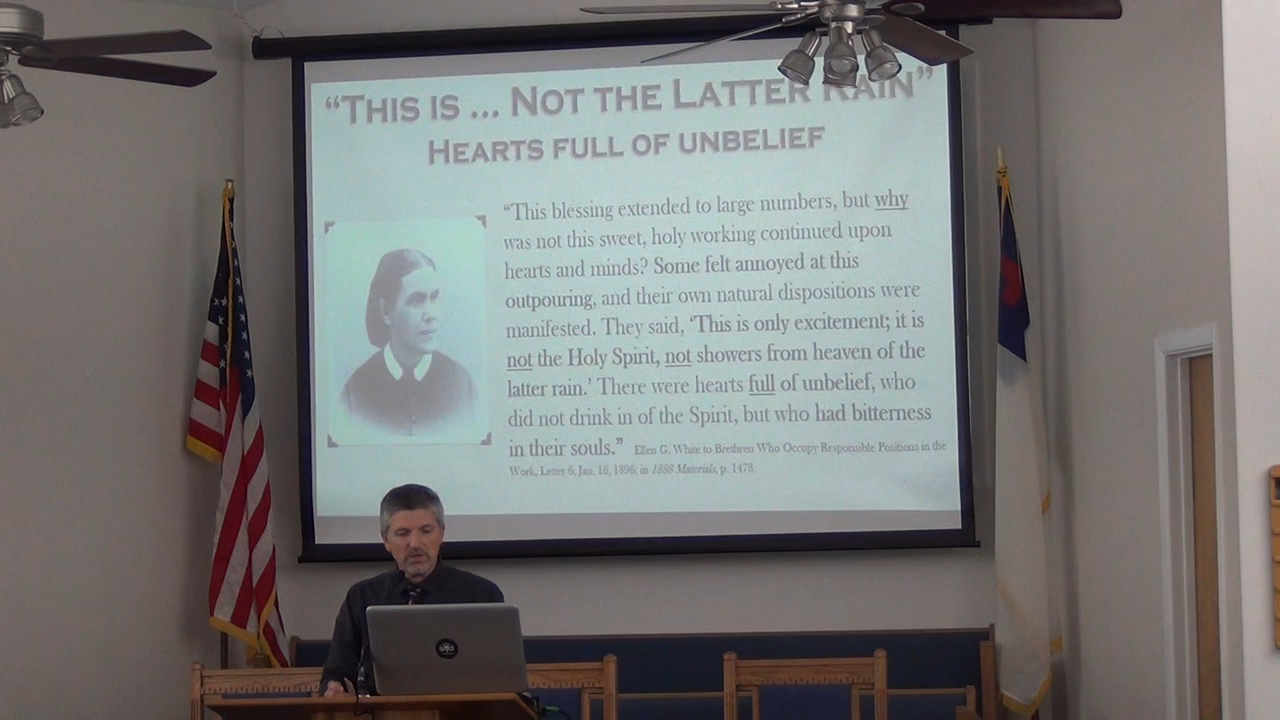 “THIS IS ... NOT THE LATTER RAIN”
HEARTS FULL OF UNBELIEF
“This blessing extended to large numbers, but why
was not this sweet, holy working continued upon
hearts and minds? Some felt annoyed at this
outpouring, and their own natural dispositions were
manifested. They said, ‘This is only excitement; it is
not the Holy Spirit, not showers from heaven of the
latter rain.’ There were hearts full of unbelief, who
did not drink in of the Spirit, but who had bitterness
in their souls.” Ellen G. White to Brethren Who Occupy Responsible Positions in the
Work, Letter 6, Jan. 16, 1896; in 1888 Materials, p. 1478.